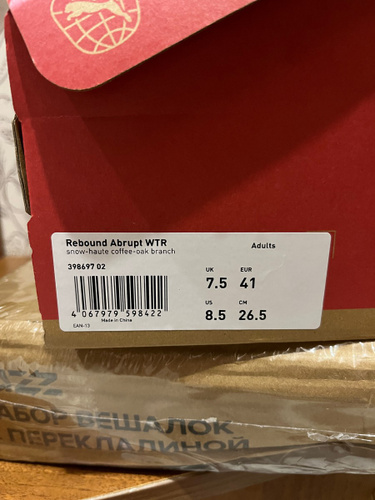 Rebound Abrupt WTR
snow-haute coffee-oak branch
Adults
398697 02
UK EUR
7.5 41
US CM
8.5 26.5
4 067979 598422
Made in China
EAN-13
АБОР ВЕШАЛОК
ПЕРЕКЛАДИНОЙ